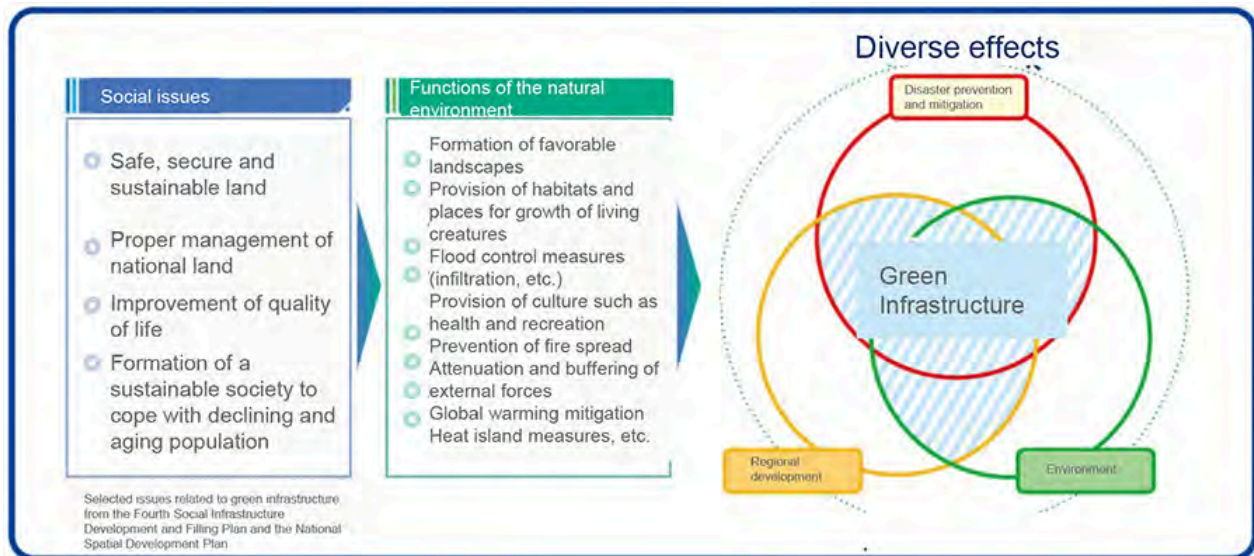 Diverse effects
Social issues
Safe, secure and
sustainable land
Proper management of
national land
Improvement of quality
of life
Formation of a
sustainable society to
cope with declining and
aging population
Selected issues related to green infrastructure
from the Fourth Social Infrastructure
Development and Filling Plan and the National
Spatial Development Plan
Functions of the natural
environment
Formation of favorable
landscapes
Provision of habitats and
places for growth of living
creatures
Flood control measures
(infiltration, etc.)
Provision of culture such as
health and recreation
Prevention of fire spread
Attenuation and buffering of
external forces
Global warming mitigation
Heat island measures, etc.
Disaster prevention
and mitigation
Green
Infrastructure
Regional
development
Environment